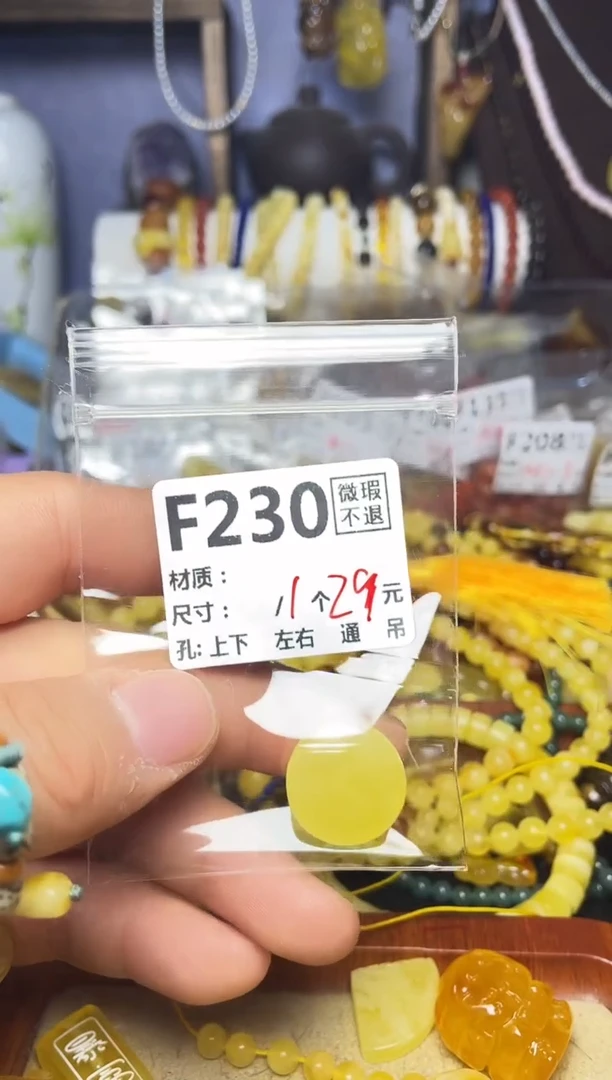 F230 微瑕
不退
材质：
尺寸： /1个29元
孔: 上下 左右 通 吊
F208